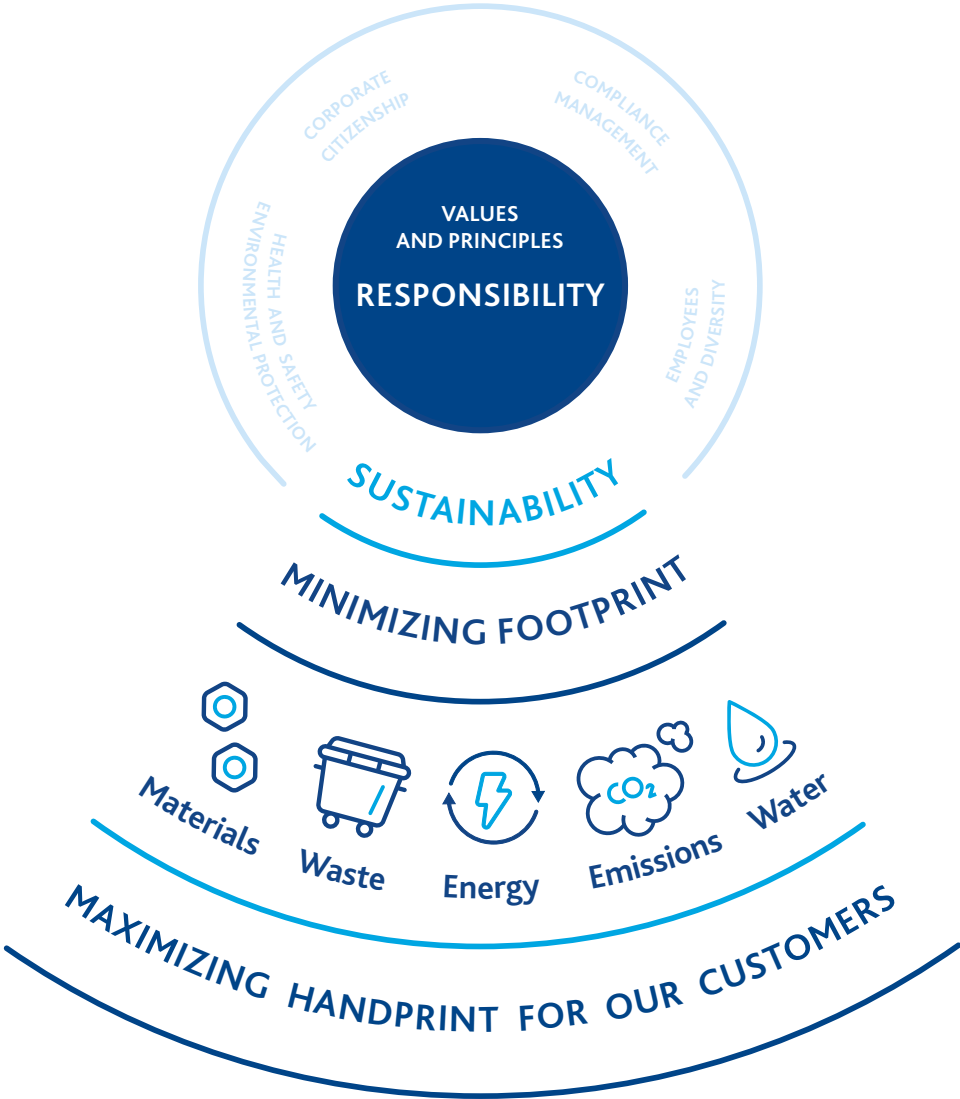 CORPORATE
CITIZENSHIP
COMPLIANCE
MANAGEMENT
VALUES
AND PRINCIPLES
RESPONSIBILITY
HEALTH AND SAFETY
ENVIRONMENTAL PROTECTION
EMPLOYEES
AND DIVERSITY
SUSTAINABILITY
MINIMIZING FOOTPRINT
CO2
Materials
Waste
Energy
Emissions
Water
MAXIMIZING HANDPRINT FOR OUR CUSTOMERS